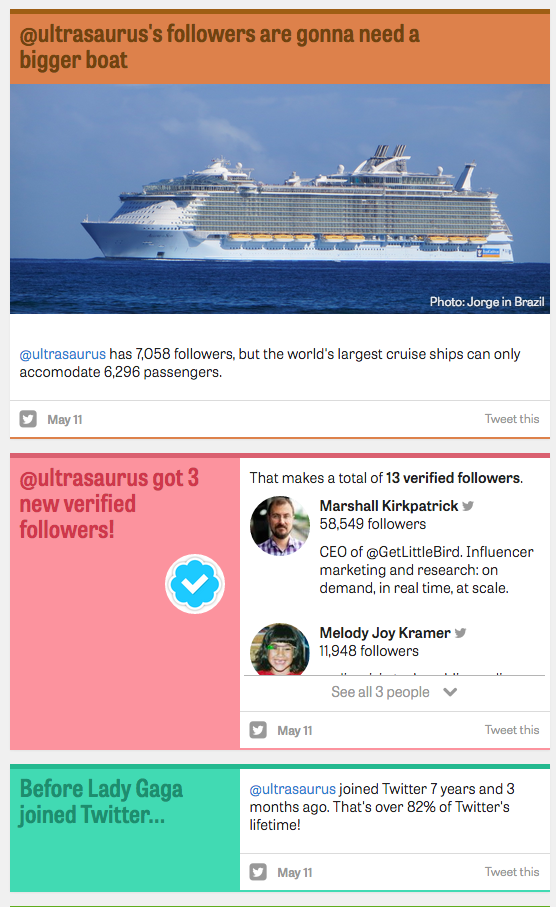 @ultrasaurus's followers are gonna need a
bigger boat
Photo: Jorge in Brazil
@ultrasaurus has 7,058 followers, but the world's largest cruise ships can only
accomodate 6,296 passengers.
May 11
Tweet this
@ultrasaurus got 3
new verified
followers!
That makes a total of 13 verified followers.
Marshall Kirkpatrick
58,549 followers
CEO of @GetLittleBird. Influencer
marketing and research: on
demand, in real time, at scale.
Melody Joy Kramer
11,948 followers
See all 3 people
May 11
Tweet this
Before Lady Gaga
joined Twitter...
@ultrasaurus joined Twitter 7 years and 3
months ago. That's over 82% of Twitter's
lifetime!
May 11
Tweet this